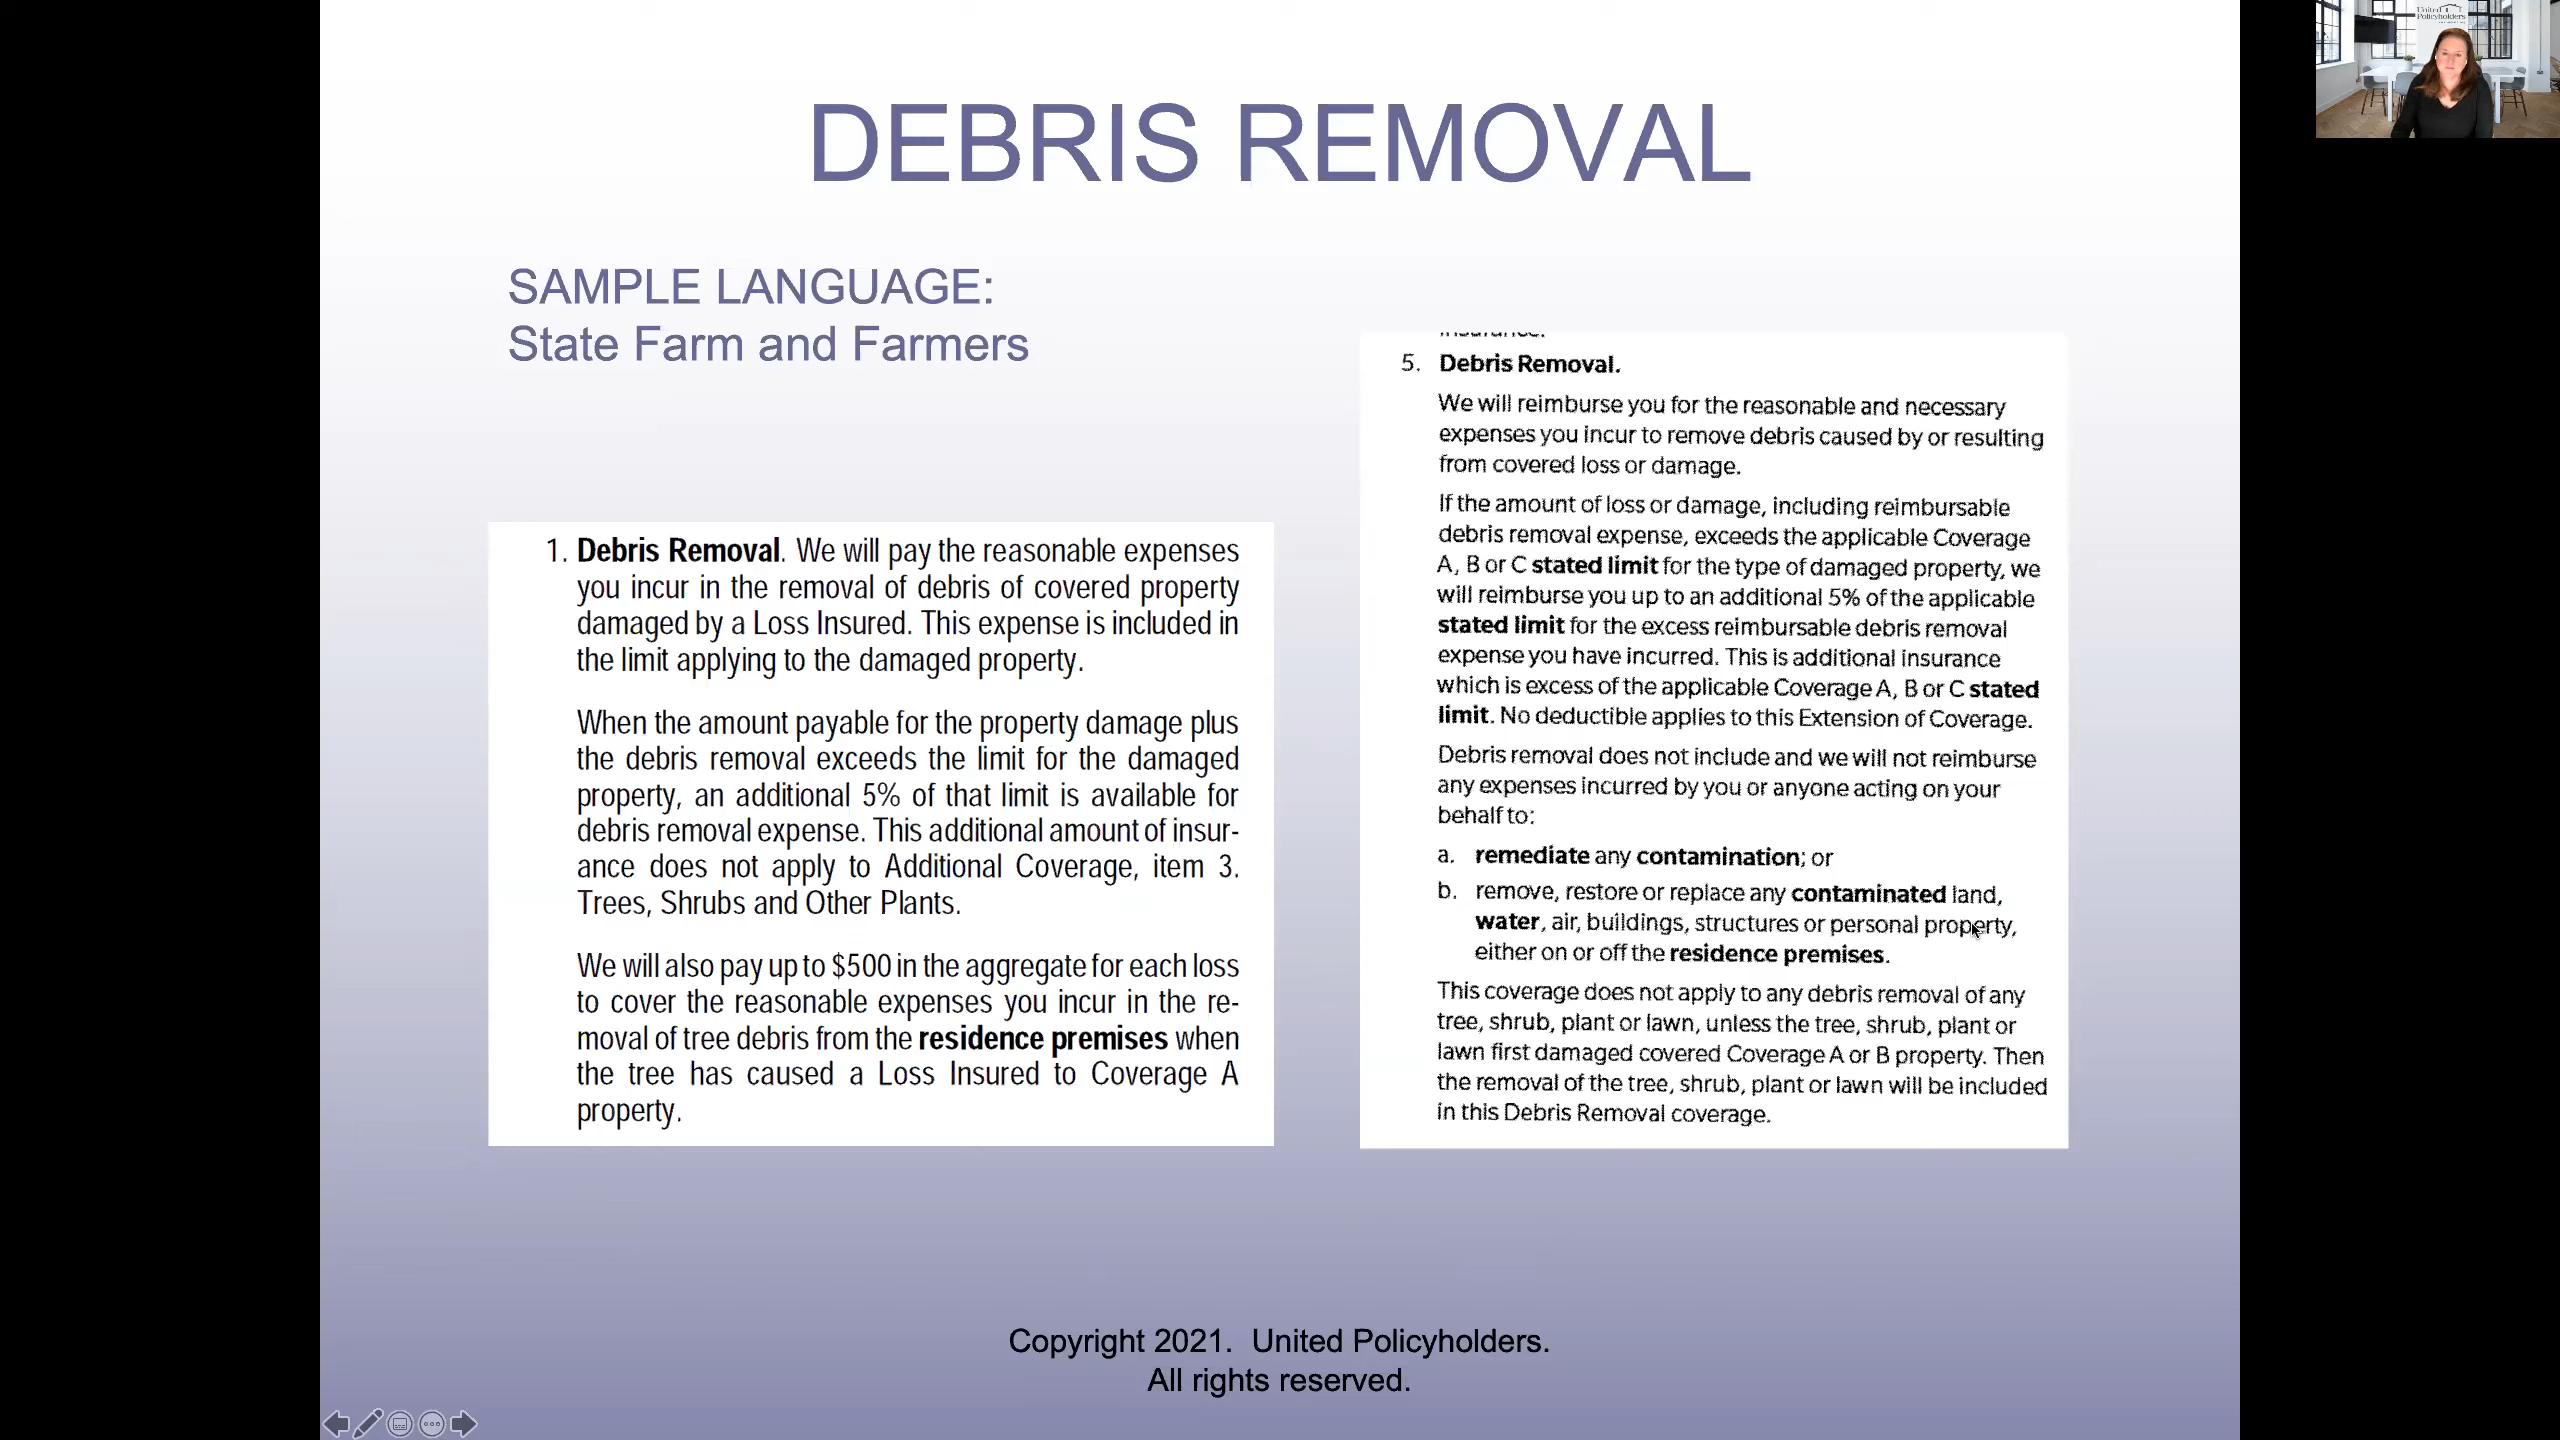 DEBRIS REMOVAL
SAMPLE LANGUAGE:
State Farm and Farmers
1. Debris Removal. We will pay the reasonable expenses
you incur in the removal of debris of covered property
damaged by a Loss Insured. This expense is included in
the limit applying to the damaged property.
When the amount payable for the property damage plus
the debris removal exceeds the limit for the damaged
property, an additional 5% of that limit is available for
debris removal expense. This additional amount of insur-
ance does not apply to Additional Coverage, item 3.
Trees, Shrubs and Other Plants.
We will also pay up to $500 in the aggregate for each loss
to cover the reasonable expenses you incur in the re-
moval of tree debris from the residence premises when
the tree has caused a Loss Insured to Coverage A
property.
insurance.
5. Debris Removal.
We will reimburse you for the reasonable and necessary
expenses you incur to remove debris caused by or resulting
from covered loss or damage.
If the amount of loss or damage, including reimbursable
debris removal expense, exceeds the applicable Coverage
A, B or C stated limit for the type of damaged property, we
will reimburse you up to an additional 5% of the applicable
stated limit for the excess reimbursable debris removal
expense you have incurred. This is additional insurance
which is excess of the applicable Coverage A, B or C stated
limit. No deductible applies to this Extension of Coverage.
Debris removal does not include and we will not reimburse
any expenses incurred by you or anyone acting on your
behalf to:
a. remediate any contamination; or
b. remove, restore or replace any contaminated land,
water, air, buildings, structures or personal property,
either on or off the residence premises.
This coverage does not apply to any debris removal of any
tree, shrub, plant or lawn, unless the tree, shrub, plant or
lawn first damaged covered Coverage A or B property. Then
the removal of the tree, shrub, plant or lawn will be included
in this Debris Removal coverage.
Copyright 2021. United Policyholders.
All rights reserved.
United
Policyholders